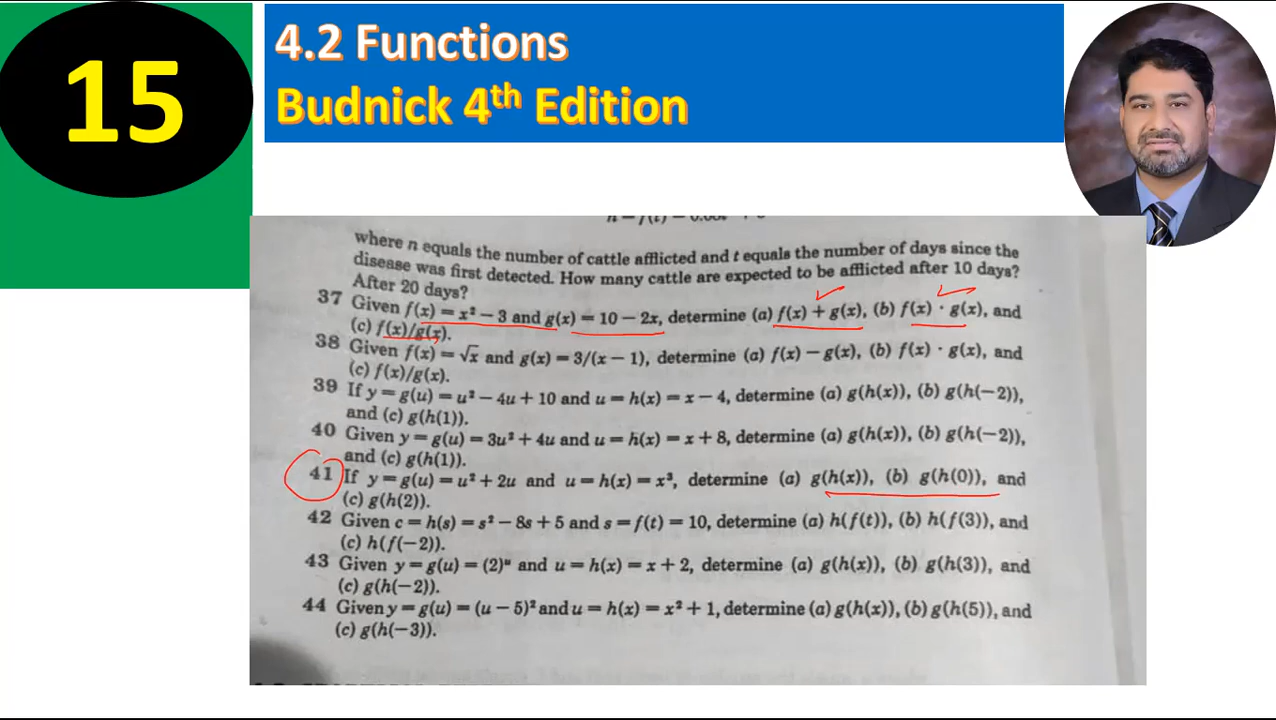 15
4.2 Functions
Budnick 4th Edition
where n equals the number of cattle afflicted and t equals the number of days since the
disease was first detected. How many cattle are expected to be afflicted after 10 days?
After 20 days?
37 Given f(x) = x² − 3 and g(x) = 10 − 2x, determine (a) f(x) + g(x), (b) f(x) · g(x), and
(c) f(x)/g(x).
38 Given f(x) = √x and g(x) = 3/(x − 1), determine (a) f(x) − g(x), (b) f(x) · g(x), and
(c) f(x)/g(x).
39 If y = g(u) = u² − 4u + 10 and u = h(x) = x − 4, determine (a) g(h(x)), (b) g(h(−2)),
and (c) g(h(1)).
40 Given y = g(u) = 3u² + 4u and u = h(x) = x + 8, determine (a) g(h(x)), (b) g(h(−2)),
and (c) g(h(1)).
41 If y = g(u) = u² + 2u and u = h(x) = x³, determine (a) g(h(x)), (b) g(h(0)), and
(c) g(h(2)).
42 Given c = h(s) = s² − 8s + 5 and s = f(t) = 10, determine (a) h(f(t)), (b) h(f(3)), and
(c) h(f(−2)).
43 Given y = g(u) = (2)ᵘ and u = h(x) = x + 2, determine (a) g(h(x)), (b) g(h(3)), and
(c) g(h(−2)).
44 Given y = g(u) = (u − 5)² and u = h(x) = x² + 1, determine (a) g(h(x)), (b) g(h(5)), and
(c) g(h(−3)).